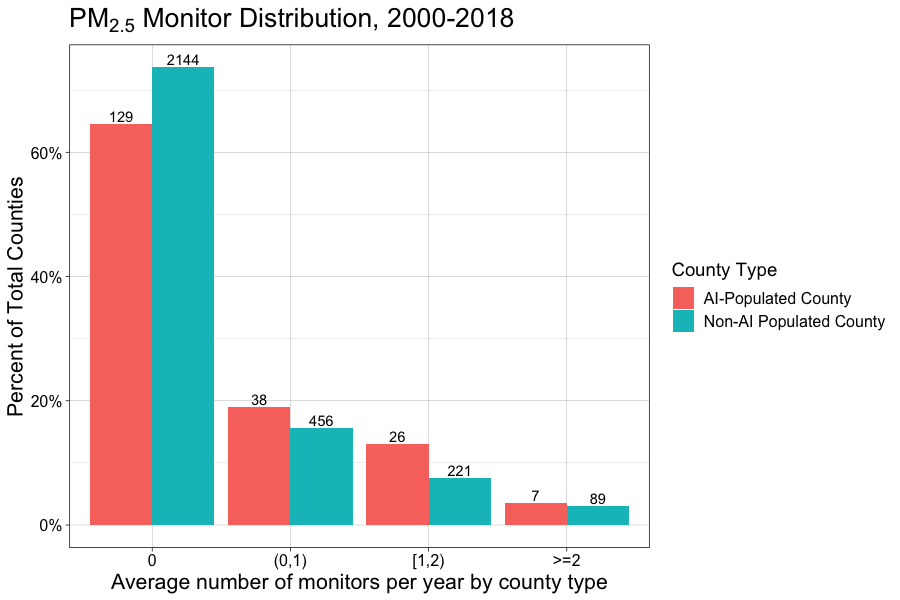 PM2.5 Monitor Distribution, 2000-2018
Percent of Total Counties
60%
40%
20%
0%
129
2144
38
456
26
221
7
89
0
(0,1)
[1,2)
>=2
Average number of monitors per year by county type
County Type
AI-Populated County
Non-AI Populated County